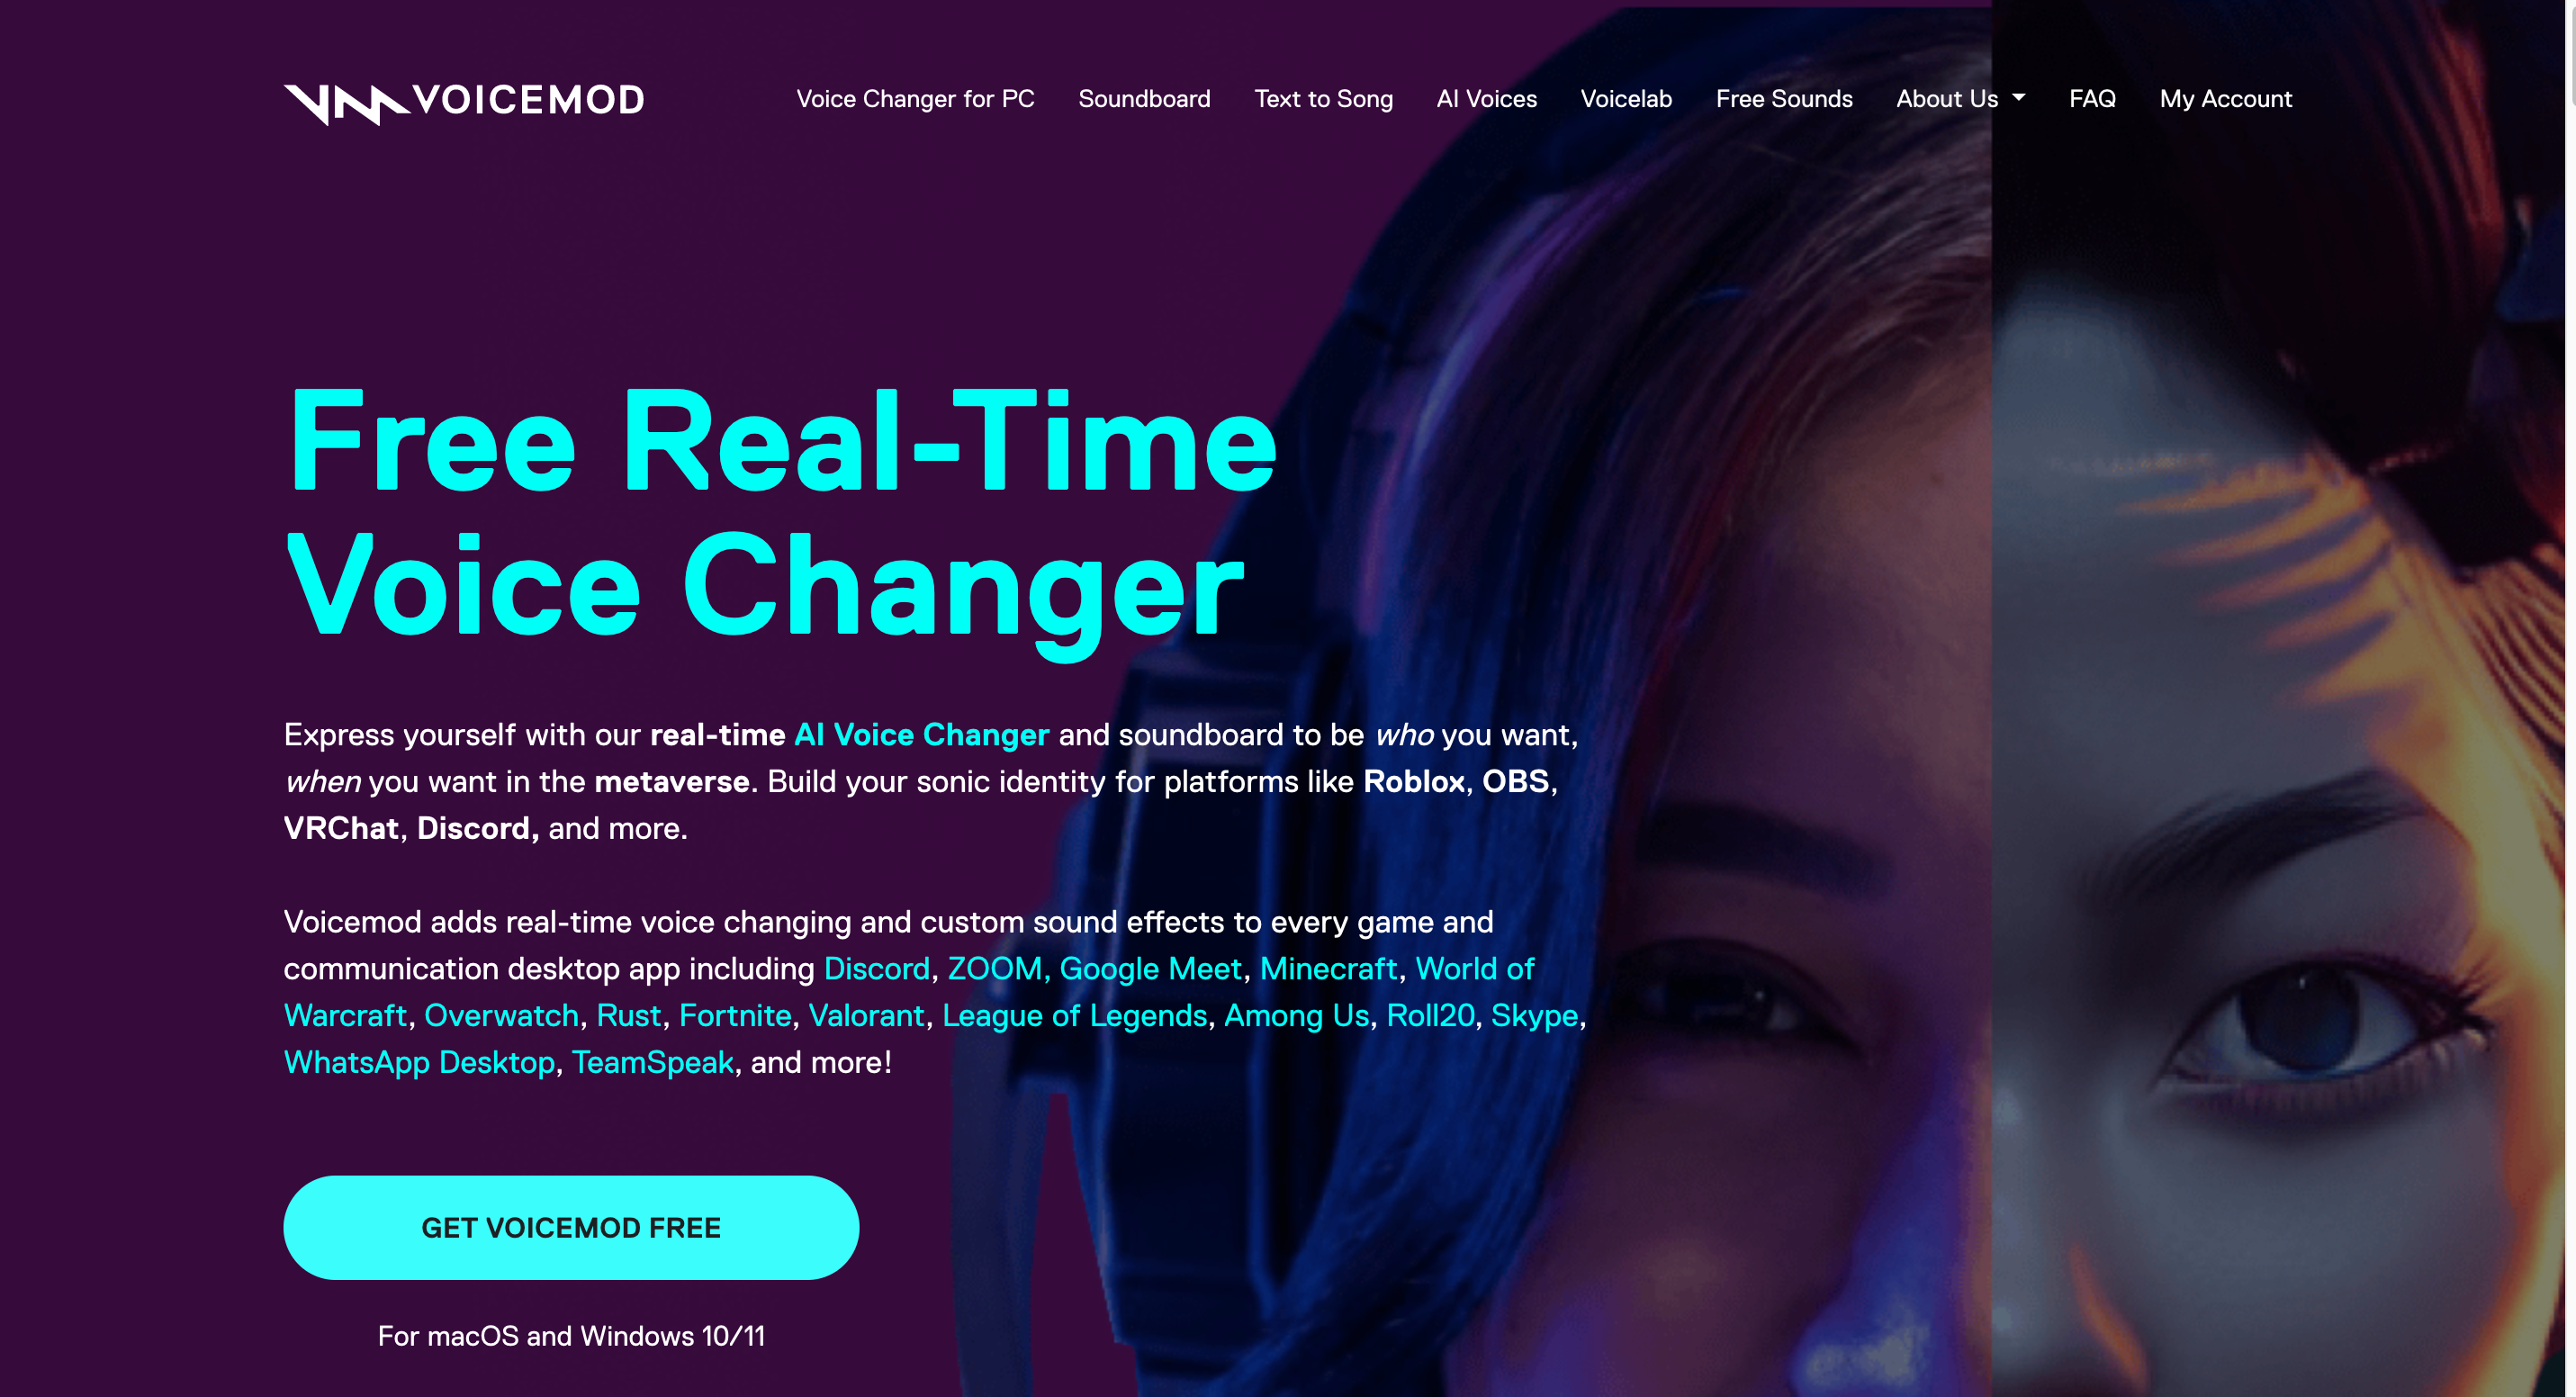 VOICEMOD
Voice Changer for PC Soundboard Text to Song AI Voices Voicelab Free Sounds About Us FAQ My Account
Free Real-Time
Voice Changer
Express yourself with our real-time AI Voice Changer and soundboard to be who you want,
when you want in the metaverse. Build your sonic identity for platforms like Roblox, OBS,
VRChat, Discord, and more.
Voicemod adds real-time voice changing and custom sound effects to every game and
communication desktop app including Discord, ZOOM, Google Meet, Minecraft, World of
Warcraft, Overwatch, Rust, Fortnite, Valorant, League of Legends, Among Us, Roll20, Skype,
WhatsApp Desktop, TeamSpeak, and more!
GET VOICEMOD FREE
For macOS and Windows 10/11